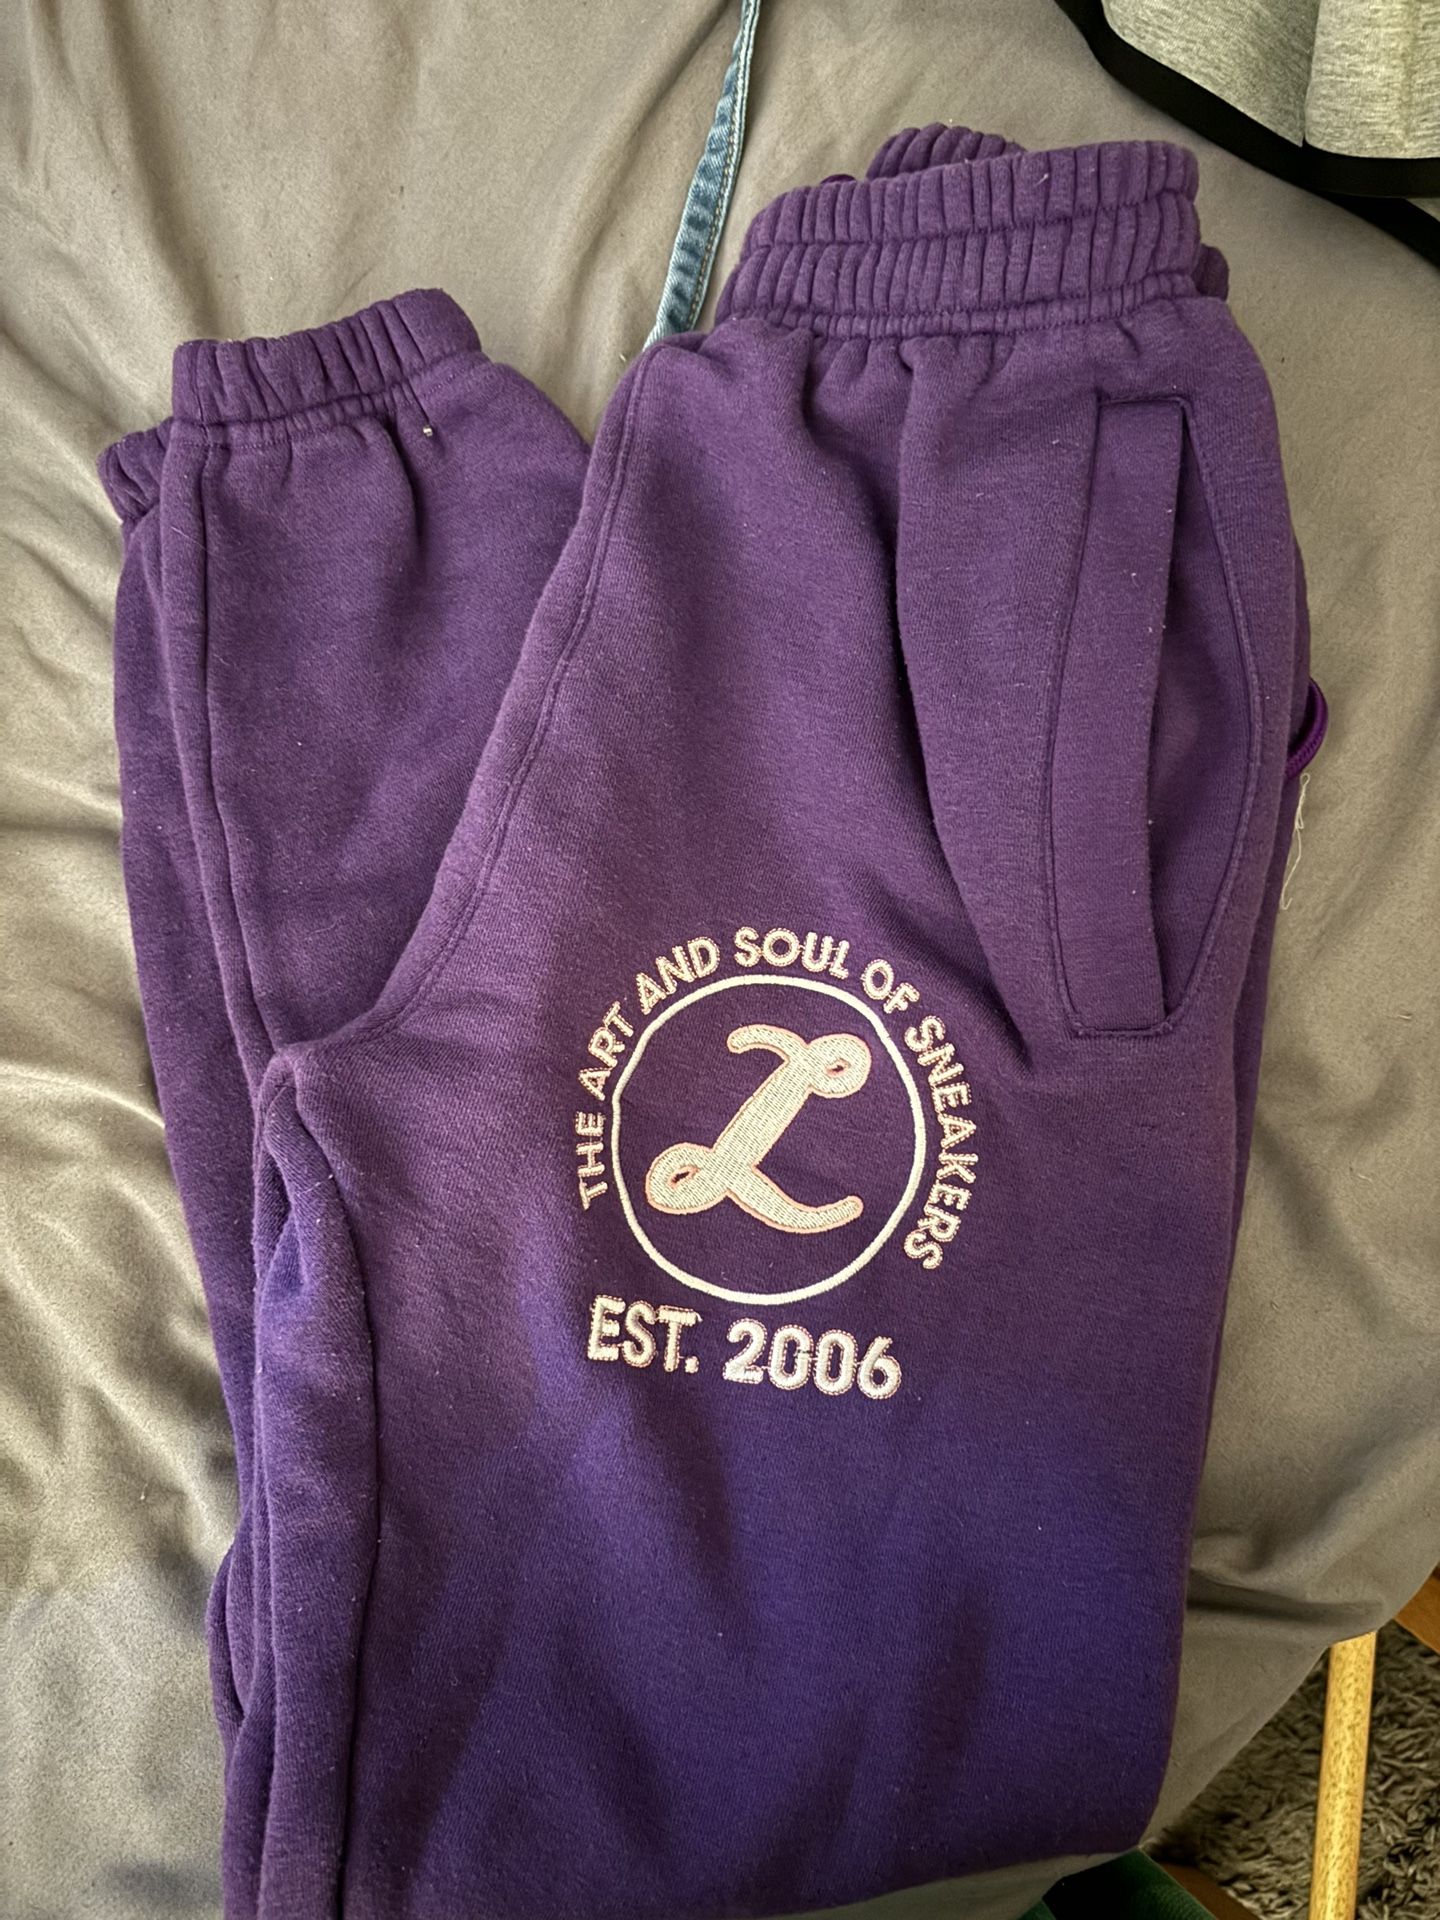 THE ART AND SOUL OF SNEAKERS
L
EST. 2006